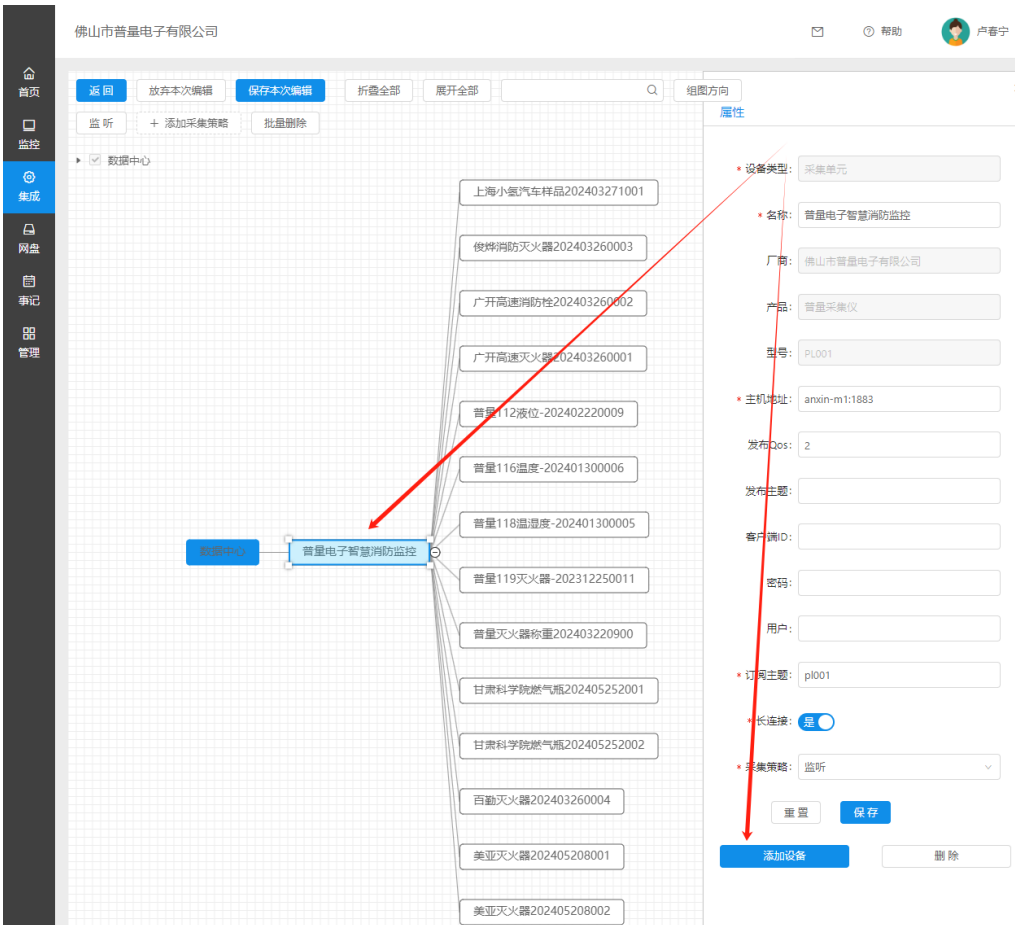 佛山市普量电子有限公司
帮助
卢春宁
首页
监控
集成
网盘
事记
管理
返 回
放弃本次编辑
保存本次编辑
折叠全部
展开全部
组图方向
监 听
+ 添加采集策略
批量删除
数据中心
上海小氢汽车样品202403271001
俊烨消防灭火器202403260003
广开高速消防栓202403260002
广开高速灭火器202403260001
普量112液位-202402220009
普量116温度-202401300006
普量118温湿度-202401300005
数据中心
普量电子智慧消防监控
普量119灭火器-202312250011
普量灭火器称重202403220900
甘肃科学院燃气瓶202405252001
甘肃科学院燃气瓶202405252002
百勤灭火器202403260004
美亚灭火器202405208001
美亚灭火器202405208002
属性
* 设备类型: 采集单元
* 名称: 普量电子智慧消防监控
厂商: 佛山市普量电子有限公司
产品: 普量采集仪
型号: PL001
* 主机地址: anxin-m1:1883
发布Qos: 2
发布主题:
客户端ID:
密码:
用户:
* 订阅主题: pl001
* 长连接: 是
* 采集策略: 监听
重 置
保 存
添加设备
删 除